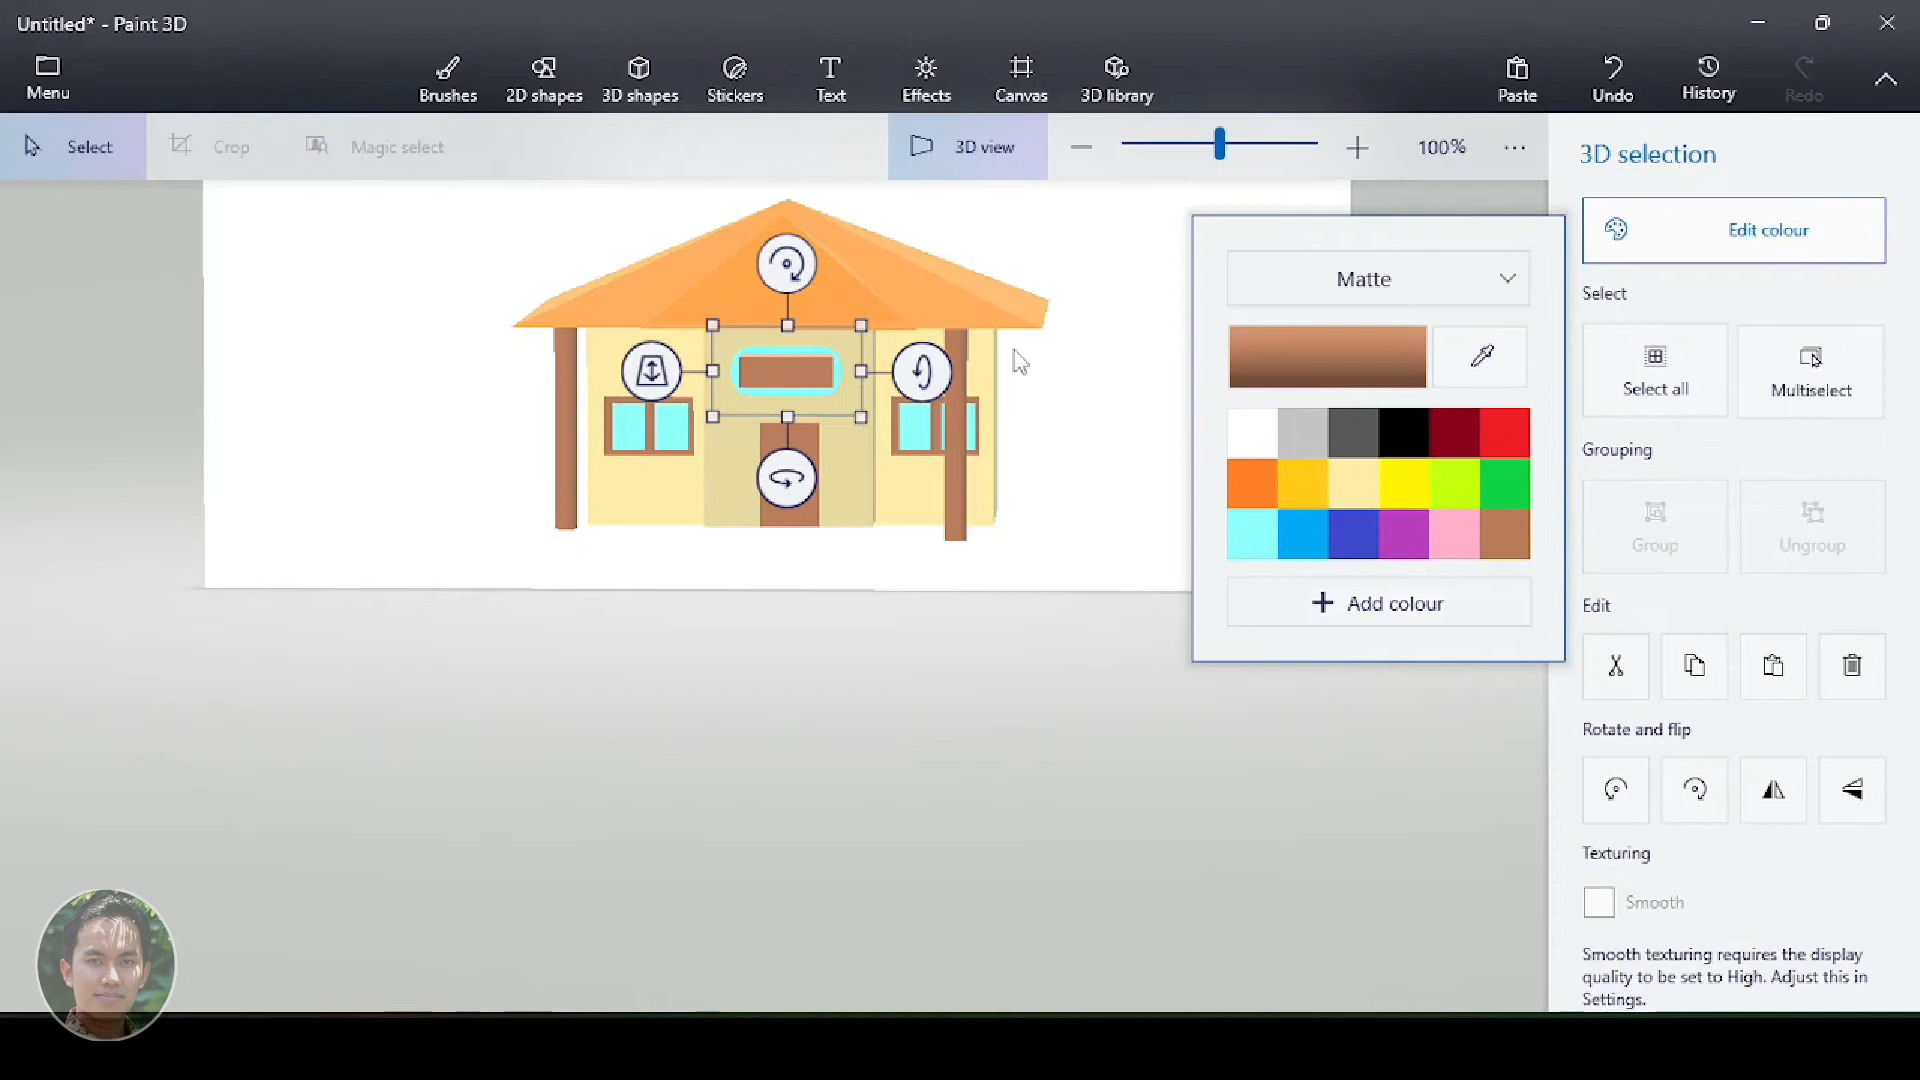 Untitled* - Paint 3D
Menu
Brushes
2D shapes
3D shapes
Stickers
Text
Effects
Canvas
3D library
Paste
Undo
History
Redo
Select
Crop
Magic select
3D view
100%
3D selection
Edit colour
Matte
Add colour
Select
Select all
Multiselect
Grouping
Group
Ungroup
Edit
Rotate and flip
Texturing
Smooth
Smooth texturing requires the display
quality to be set to High. Adjust this in
Settings.